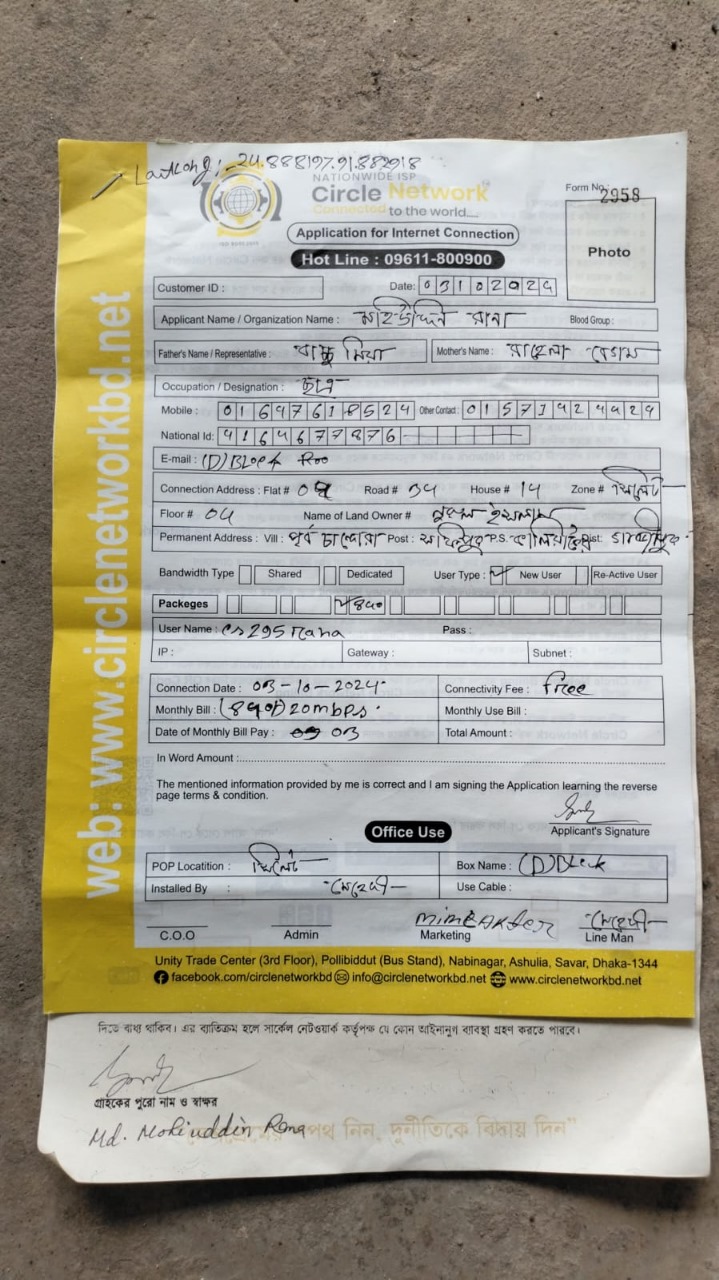 24.888197.91.882918
NATIONWIDE ISP
Circle Network
Connected to the world....
Form No: 2958
Application for Internet Connection
Hot Line : 09611-800900
Photo
Customer ID :
Date: 03102024
Applicant Name / Organization Name : মহিউদ্দিন রানা Blood Group :
Father's Name / Representative : বাচ্চু মিয়া Mother's Name : রাহেলা বেগম
Occupation / Designation : ছাত্র
Mobile : 01647618524 Other Contact : 01571424424
National Id: 4164677876
E-mail : (D)Block Roo
Connection Address : Flat # Road # 34 House # 14 Zone #
Floor # 04 Name of Land Owner # ইসলাম
Permanent Address : Vill : পূর্ব চান্দোরা Post : সফিপুর P.S. কালিয়াকৈর Dist: গাজীপুর
Bandwidth Type Shared Dedicated User Type : New User Re-Active User
Packeges 840
User Name : cs295rana Pass :
IP : Gateway : Subnet :
Connection Date : 03-10-2024 Connectivity Fee : free
Monthly Bill : 20mbps Monthly Use Bill :
Date of Monthly Bill Pay : 03 Total Amount :
In Word Amount :
The mentioned information provided by me is correct and I am signing the Application learning the reverse
page terms & condition.
Applicant's Signature
Office Use
POP Locatition : Box Name : (D)Block
Installed By : মেহেদী Use Cable :
মেহেদী
C.O.O Admin Marketing Line Man
Unity Trade Center (3rd Floor), Pollibiddut (Bus Stand), Nabinagar, Ashulia, Savar, Dhaka-1344
facebook.com/circlenetworkbd info@circlenetworkbd.net www.circlenetworkbd.net
web: www.circlenetworkbd.net
দিতে বাধ্য থাকিব। এর ব্যতিক্রম হলে সার্কেল নেটওয়ার্ক কর্তৃপক্ষ যে কোন আইনানুগ ব্যবস্থা গ্রহণ করতে পারবে।
গ্রাহকের পুরো নাম ও স্বাক্ষর
Md. Mohiuddin Rana
পথ নিন, দুর্নীতিকে বিদায় দিন"